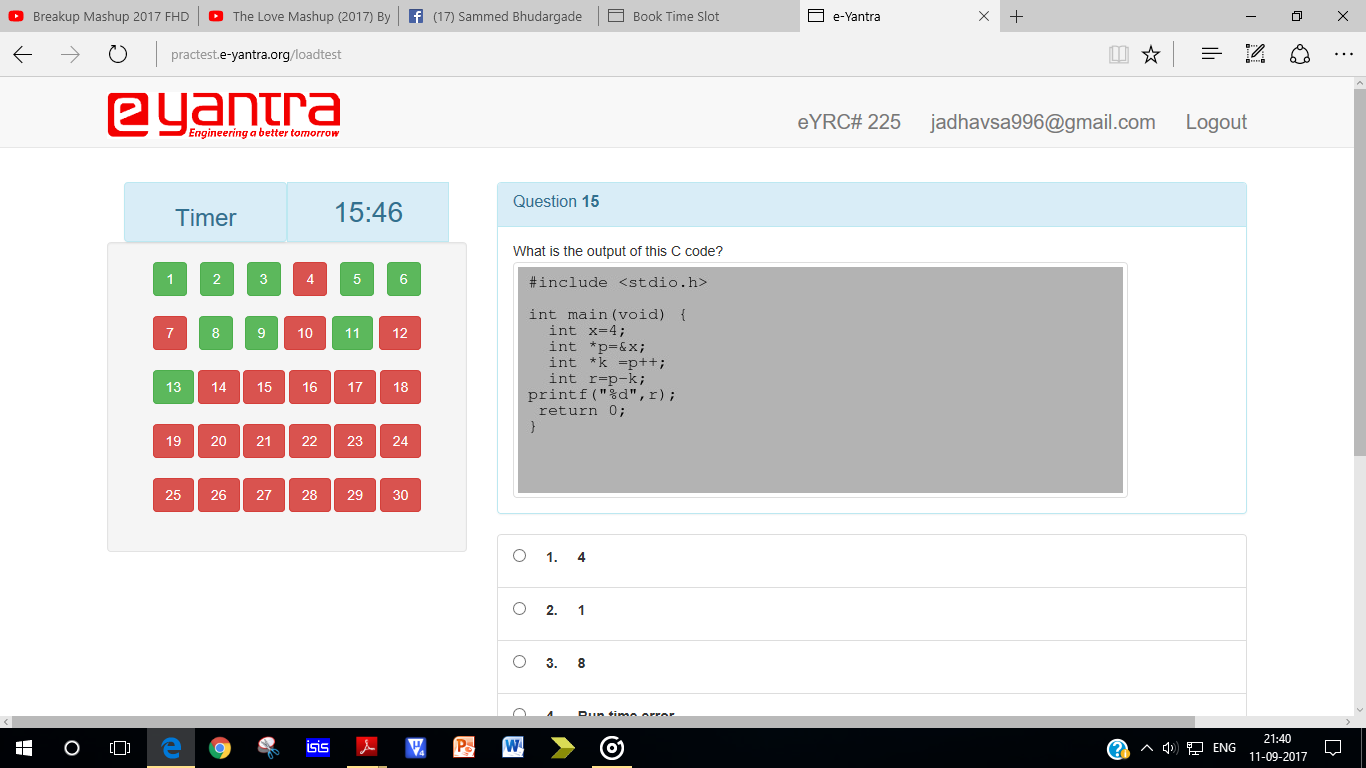 Breakup Mashup 2017 FHD
The Love Mashup (2017) By
(17) Sammed Bhudargade
Book Time Slot
e-Yantra
practest.e-yantra.org/loadtest
e yantra
Engineering a better tomorrow
eYRC# 225 jadhavsa996@gmail.com Logout
Timer 15:46
1 2 3 4 5 6
7 8 9 10 11 12
13 14 15 16 17 18
19 20 21 22 23 24
25 26 27 28 29 30
Question 15
What is the output of this C code?
#include <stdio.h>
int main(void) {
int x=4;
int *p=&x;
int *k =p++;
int r=p-k;
printf("%d",r);
return 0;
}
1. 4
2. 1
3. 8
4. Run time error
isis
ENG
21:40
11-09-2017